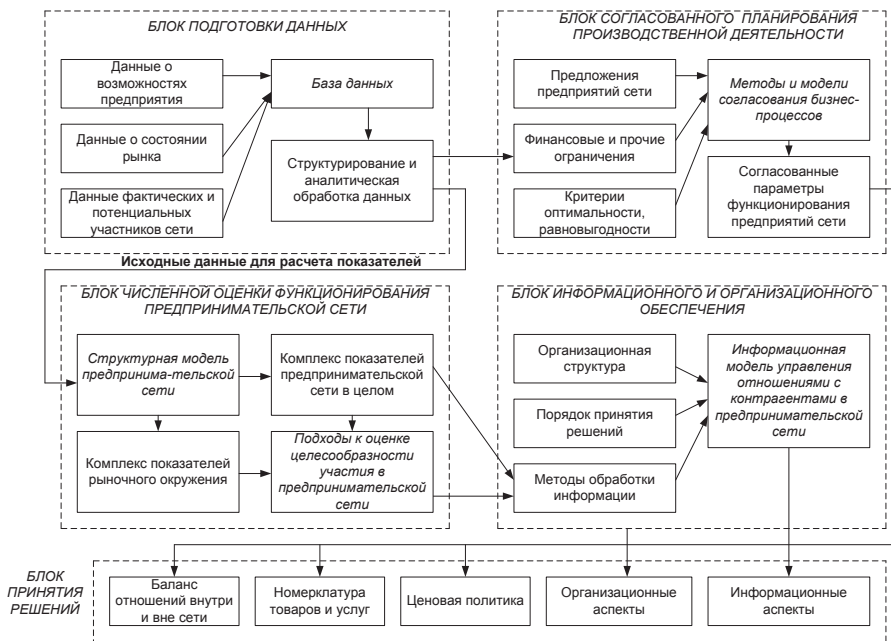 БЛОК ПОДГОТОВКИ ДАННЫХ
Данные о
возможностях
предприятия
База данных
Данные о состоянии
рынка
Структурирование и
аналитическая
обработка данных
Данные фактических и
потенциальных
участников сети
БЛОК СОГЛАСОВАННОГО ПЛАНИРОВАНИЯ
ПРОИЗВОДСТВЕННОЙ ДЕЯТЕЛЬНОСТИ
Предложения
предприятий сети
Методы и модели
согласования бизнес-
процессов
Финансовые и прочие
ограничения
Критерии
оптимальности,
равновыгодности
Согласованные
параметры
функционирования
предприятий сети
Исходные данные для расчета показателей
БЛОК ЧИСЛЕННОЙ ОЦЕНКИ ФУНКЦИОНИРОВАНИЯ
ПРЕДПРИНИМАТЕЛЬСКОЙ СЕТИ
Структурная модель
предпринима-тельской
сети
Комплекс показателей
предпринимательской
сети в целом
Комплекс показателей
рыночного окружения
Подходы к оценке
целесообразности
участия в
предпринимательской
сети
БЛОК ИНФОРМАЦИОННОГО И ОРГАНИЗАЦИОННОГО
ОБЕСПЕЧЕНИЯ
Организационная
структура
Порядок принятия
решений
Методы обработки
информации
Информационная
модель управления
отношениями с
контрагентами в
предпринимательской
сети
БЛОК
ПРИНЯТИЯ
РЕШЕНИЙ
Баланс
отношений внутри
и вне сети
Номерклатура
товаров и услуг
Ценовая политика
Организационные
аспекты
Информационные
аспекты